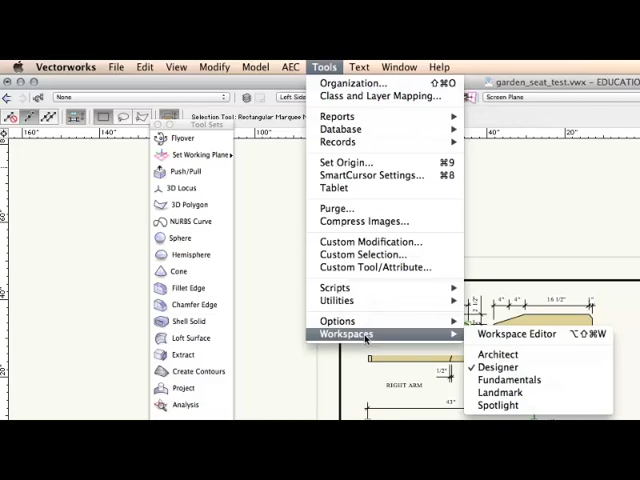 Vectorworks File Edit View Modify Model AEC Tools Text Window Help
garden_seat_test.vwx — EDUCATIO
None
Left Side
Screen Plane
Selection Tool: Rectangular Marquee M
160"
100"
40"
20"
Tool Sets
Flyover
Set Working Plane
Push/Pull
3D Locus
3D Polygon
NURBS Curve
Sphere
Hemisphere
Cone
Fillet Edge
Chamfer Edge
Shell Solid
Loft Surface
Extract
Create Contours
Project
Analysis
Organization... ⇧⌘O
Class and Layer Mapping...
Reports
Database
Records
Set Origin... ⌘9
SmartCursor Settings... ⌘8
Tablet
Purge...
Compress Images...
Custom Modification...
Custom Selection...
Custom Tool/Attribute...
Scripts
Utilities
Options
Workspaces
Workspace Editor ⌥⇧⌘W
Architect
✓ Designer
Fundamentals
Landmark
Spotlight
4" 4" 16 1/2"
RIGHT ARM
1/2"
43"